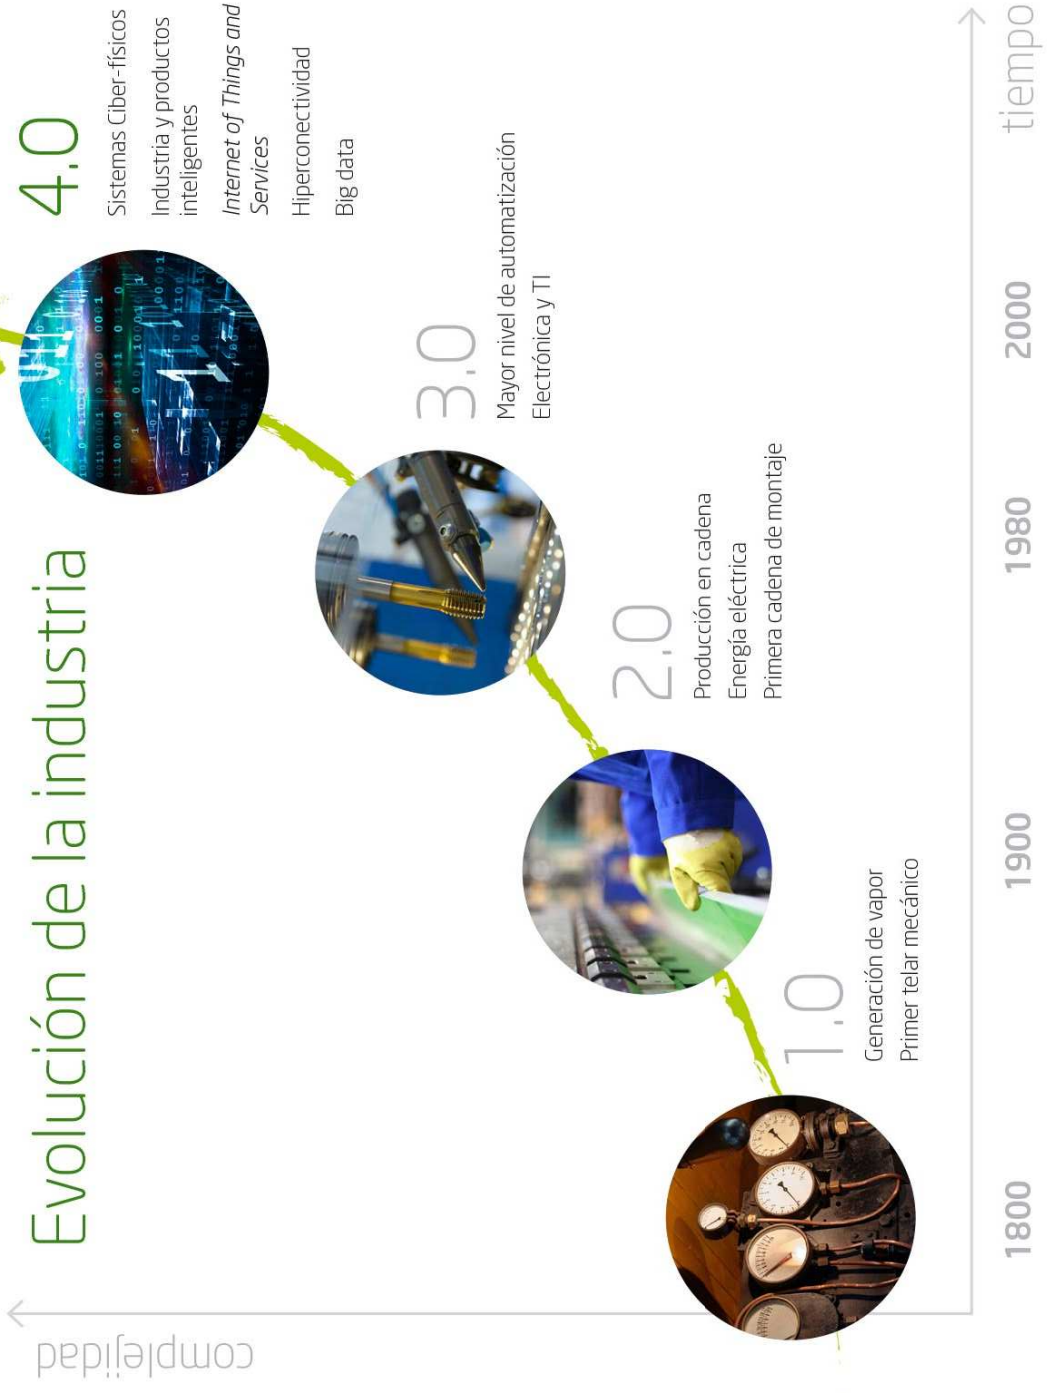 Evolución de la industria
complejidad
4.0
Sistemas Ciber-físicos
Industria y productos
inteligentes
Internet of Things and
Services
Hiperconectividad
Big data
3.0
Mayor nivel de automatización
Electrónica y TI
2.0
Producción en cadena
Energía eléctrica
Primera cadena de montaje
1.0
Generación de vapor
Primer telar mecánico
1800
1900
1980
2000
tiempo